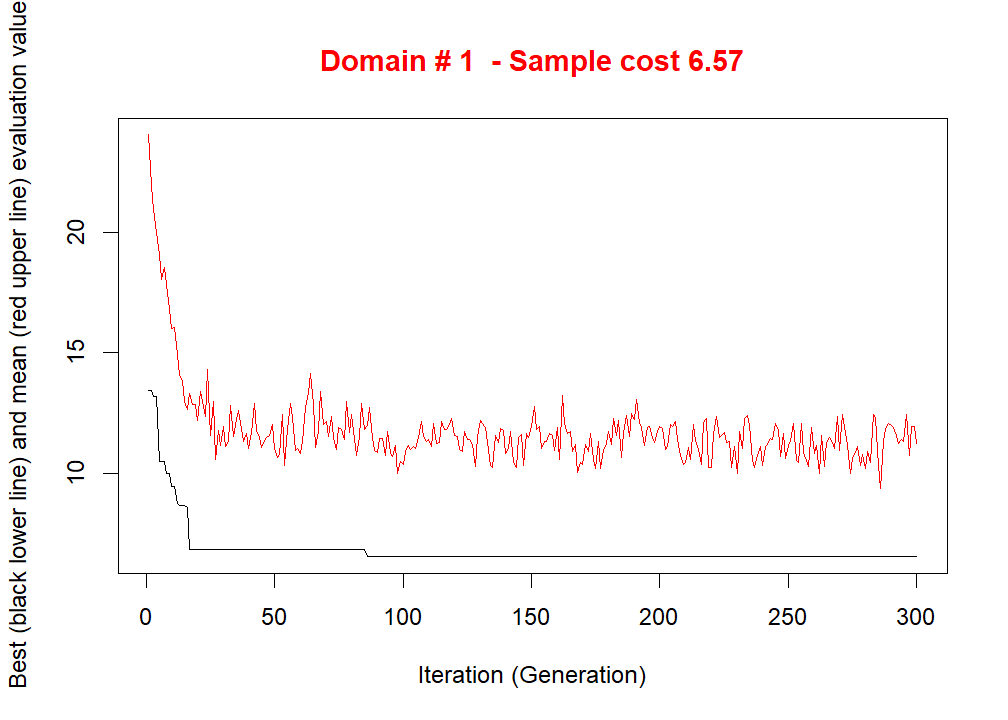 Domain # 1  - Sample cost 6.57
Best (black lower line) and mean (red upper line) evaluation value
20
15
10
0 50 100 150 200 250 300
Iteration (Generation)